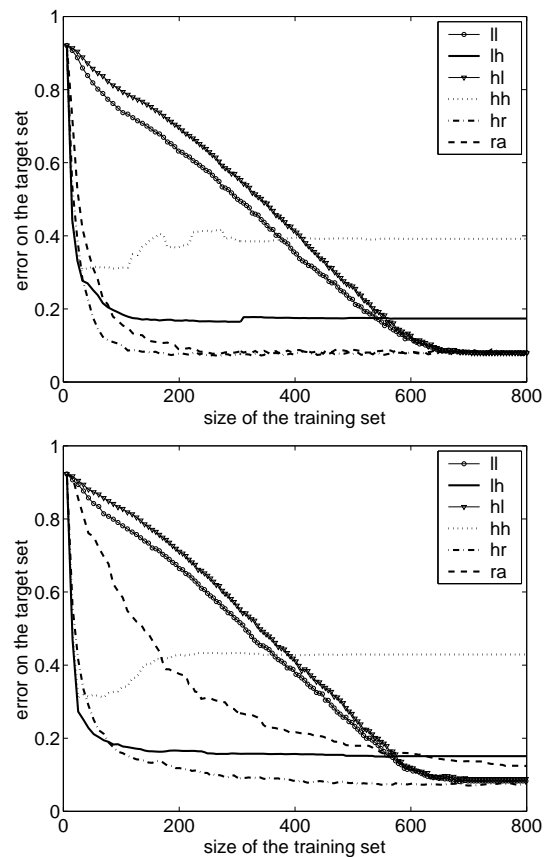 1
0.8
0.6
0.4
0.2
0
0 200 400 600 800
error on the target set
size of the training set
ll
lh
hl
hh
hr
ra
1
0.8
0.6
0.4
0.2
0
0 200 400 600 800
error on the target set
size of the training set
ll
lh
hl
hh
hr
ra